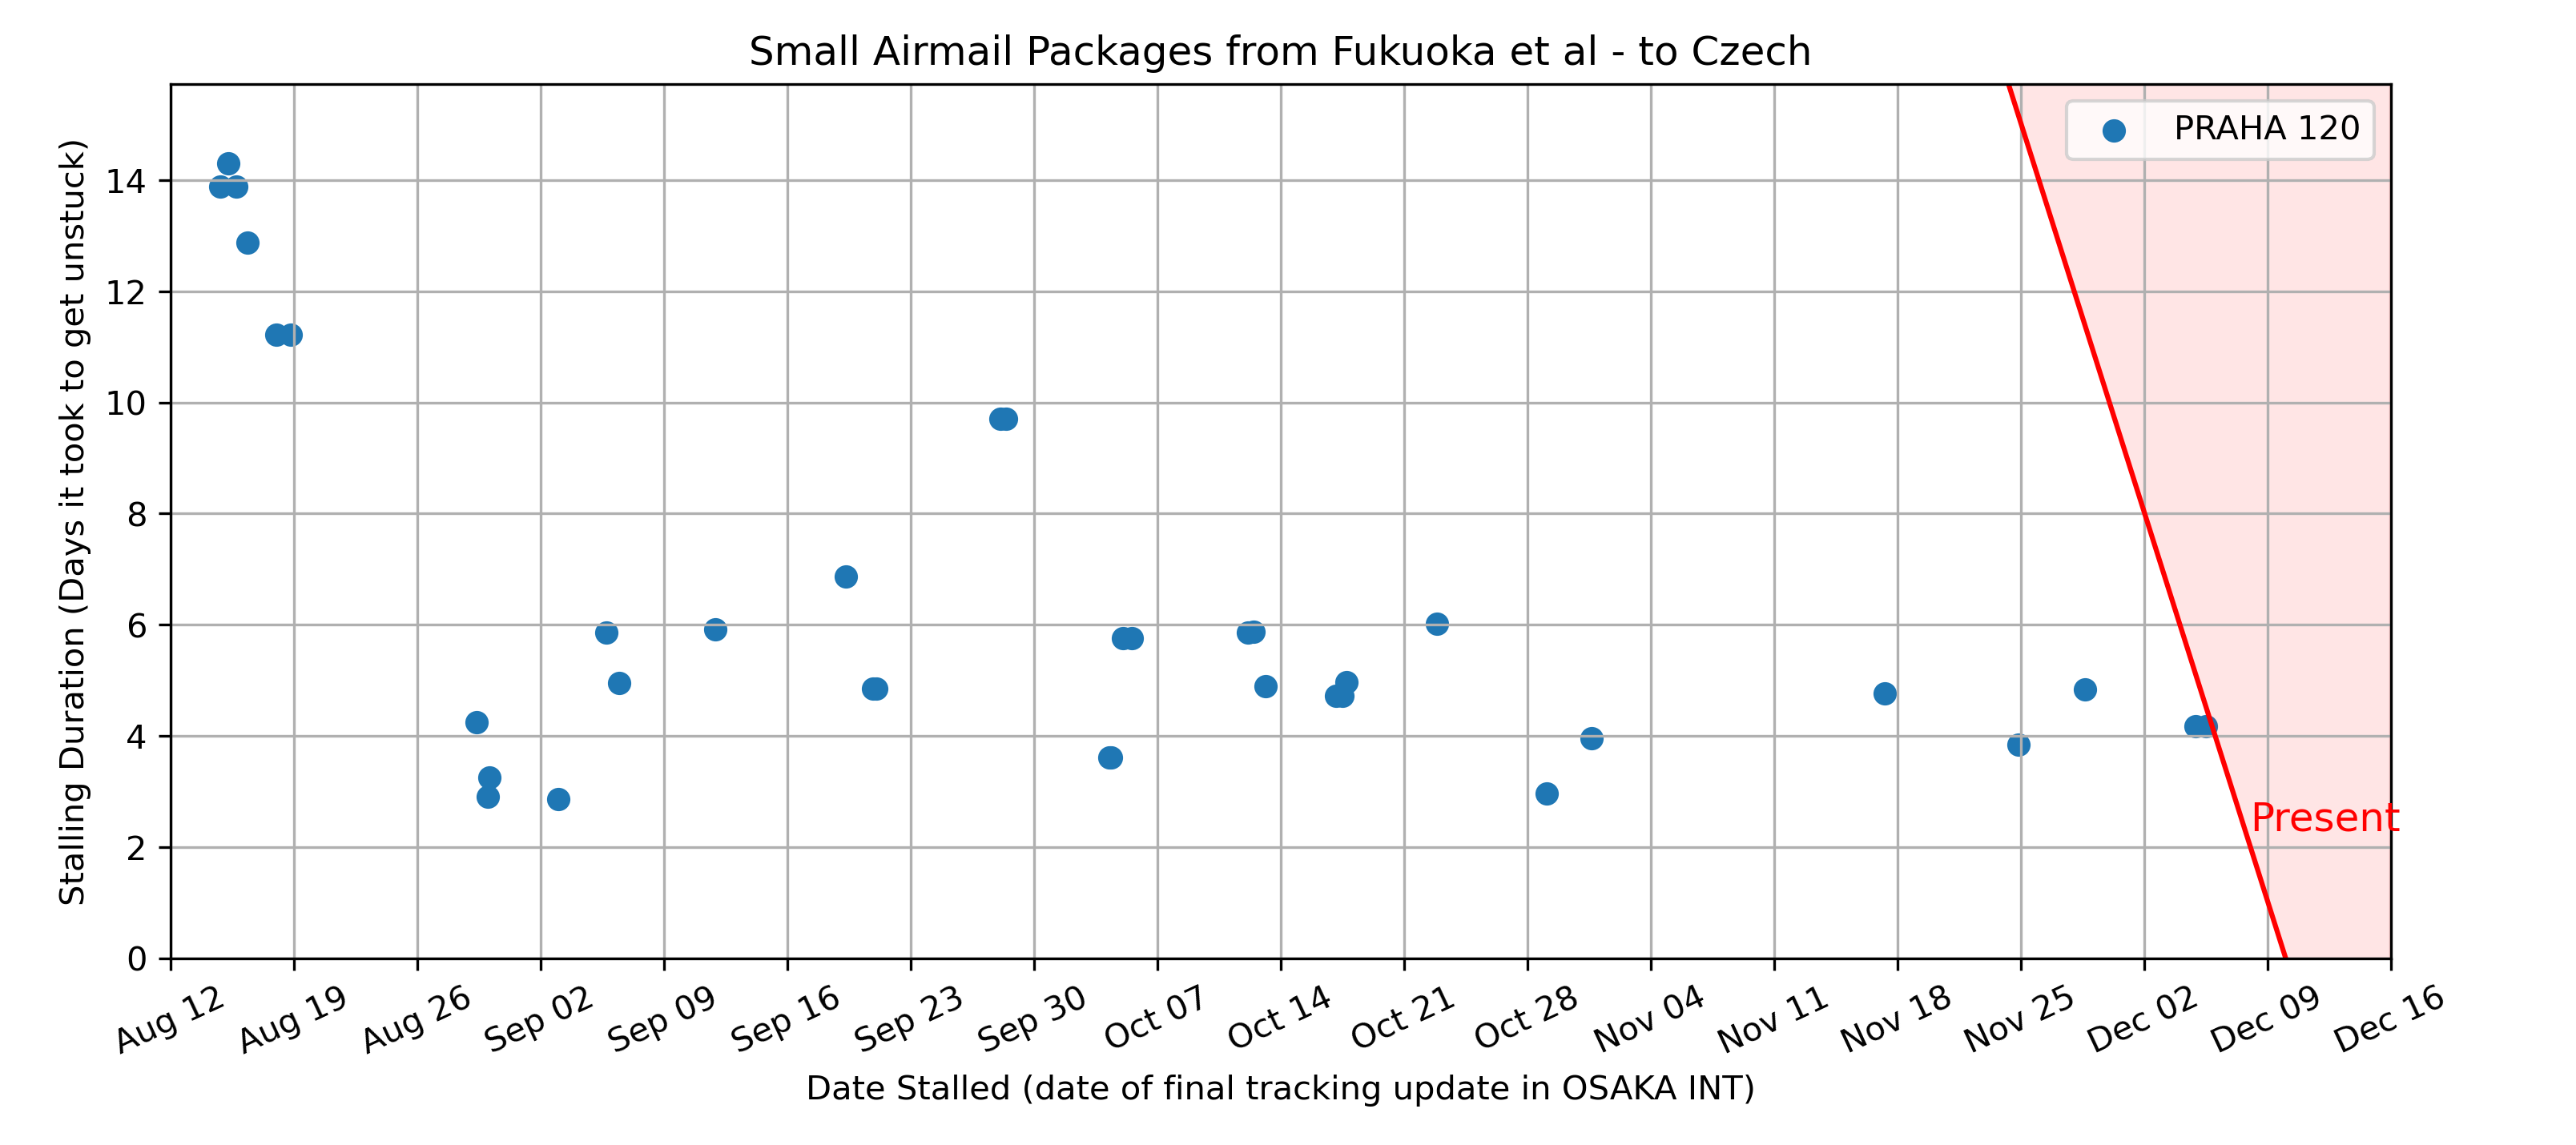 Small Airmail Packages from Fukuoka et al - to Czech
PRAHA 120
Stalling Duration (Days it took to get unstuck)
14
12
10
8
6
4
2
0
Present
Aug 12
Aug 19
Aug 26
Sep 02
Sep 09
Sep 16
Sep 23
Sep 30
Oct 07
Oct 14
Oct 21
Oct 28
Nov 04
Nov 11
Nov 18
Nov 25
Dec 02
Dec 09
Dec 16
Date Stalled (date of final tracking update in OSAKA INT)